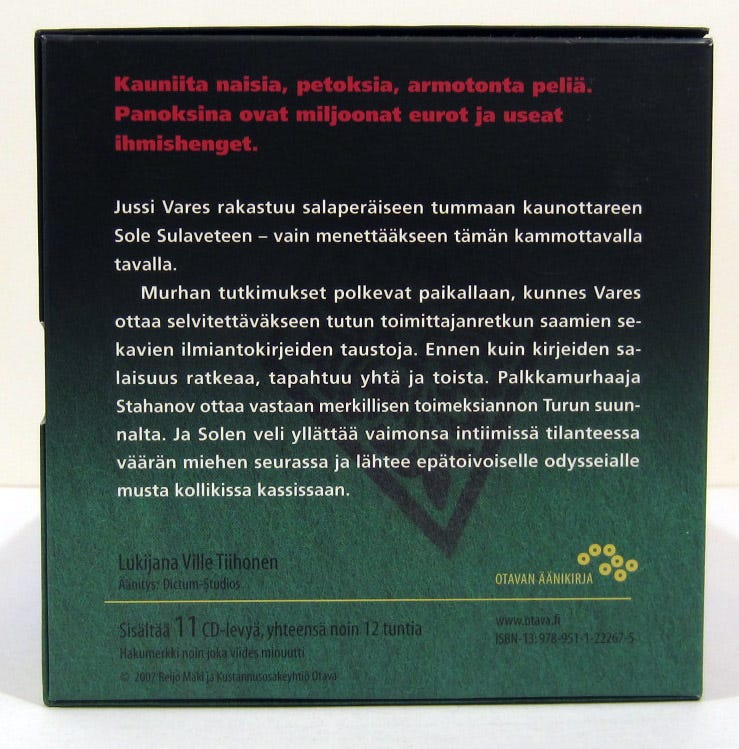 Kauniita naisia, petoksia, armotonta peliä.
Panoksina ovat miljoonat eurot ja useat
ihmishenget.
Jussi Vares rakastuu salaperäiseen tummaan kaunottareen
Sole Sulaveteen – vain menettääkseen tämän kammottavalla
tavalla.
Murhan tutkimukset polkevat paikallaan, kunnes Vares
ottaa selvitettäväkseen tutun toimittajanretkun saamien se-
kavien ilmiantokirjeiden taustoja. Ennen kuin kirjeiden sa-
laisuus ratkeaa, tapahtuu yhtä ja toista. Palkkamurhaaja
Stahanov ottaa vastaan merkillisen toimeksiannon Turun suun-
nalta. Ja Solen veli yllättää vaimonsa intiimissä tilanteessa
väärän miehen seurassa ja lähtee epätoivoiselle odysseialle
musta kollikissa kassissaan.
Lukijana Ville Tiihonen
Äänitys: Dictum-Studios
OTAVAN ÄÄNIKIRJA
Sisältää 11 CD-levyä, yhteensä noin 12 tuntia
Hakumerkki noin joka viides minuutti
© 2007 Reijo Mäki ja Kustannusosakeyhtiö Otava
www.otava.fi
ISBN-13: 978-951-1-22267-5